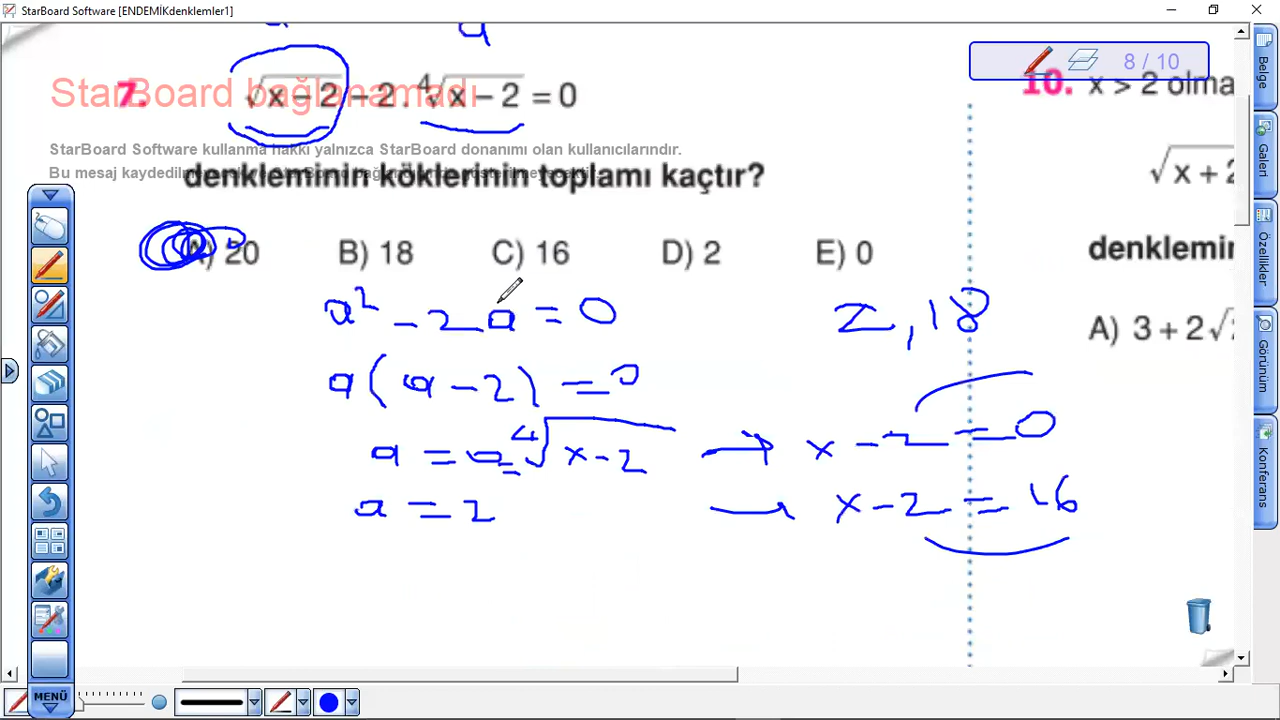 StarBoard Software [ENDEMİKdenklemler1]
8 / 10
StarBoard bağlanamadı
7. √x − 2 − 2 . ⁴√x − 2 = 0
StarBoard Software kullanma hakkı yalnızca StarBoard donanımı olan kullanıcılarındır.
denkleminin köklerinin toplamı kaçtır?
A) 20 B) 18 C) 16 D) 2 E) 0
a² − 2a = 0
2, 18
a(a − 2) = 0
a = 0 = ⁴√x − 2 → x − 2 = 0
a = 2 → x − 2 = 16
10. x > 2 olma
√x + 2
denklemin
A) 3 + 2√
Belge
Galeri
Özellikler
Görünüm
Konferans
MENÜ